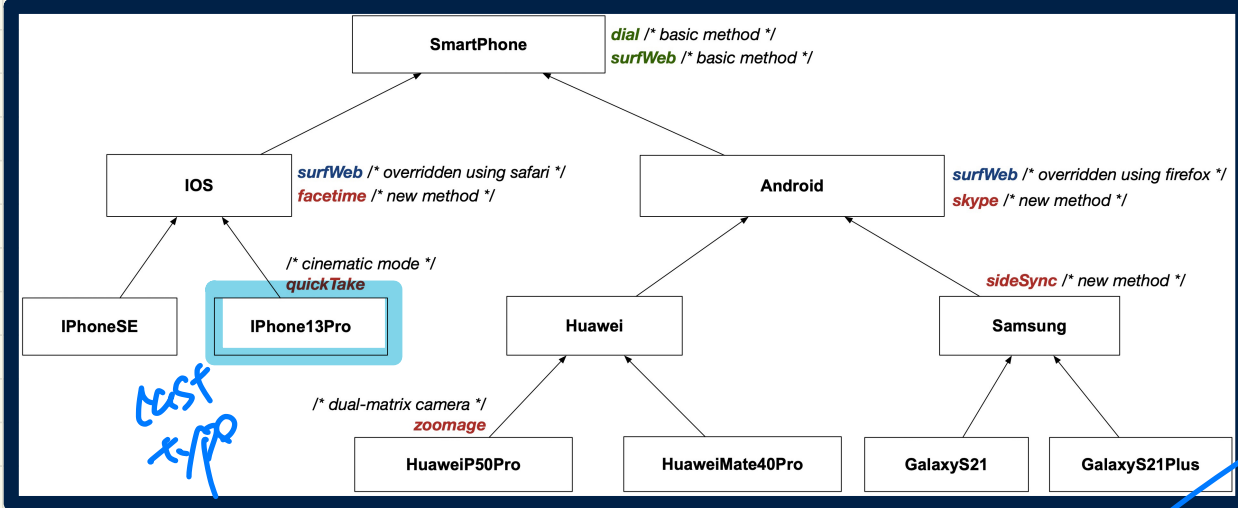 SmartPhone
dial /* basic method */
surfWeb /* basic method */
IOS
surfWeb /* overridden using safari */
facetime /* new method */
Android
surfWeb /* overridden using firefox */
skype /* new method */
/* cinematic mode */
quickTake
sideSync /* new method */
IPhoneSE
IPhone13Pro
Huawei
Samsung
cast
type
/* dual-matrix camera */
zoomage
HuaweiP50Pro
HuaweiMate40Pro
GalaxyS21
GalaxyS21Plus